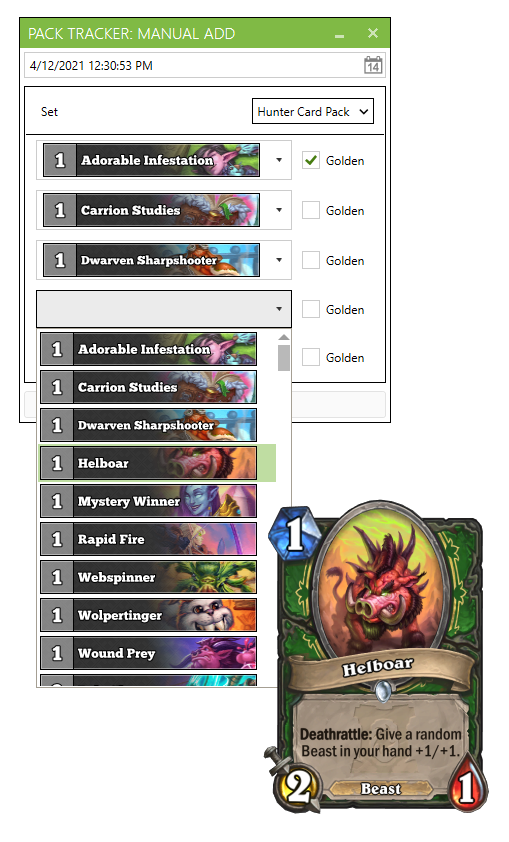 PACK TRACKER: MANUAL ADD
4/12/2021 12:30:53 PM
14
Set
Hunter Card Pack
1 Adorable Infestation
Golden
1 Carrion Studies
Golden
1 Dwarven Sharpshooter
Golden
Golden
Golden
1 Adorable Infestation
1 Carrion Studies
1 Dwarven Sharpshooter
1 Helboar
1 Mystery Winner
1 Rapid Fire
1 Webspinner
1 Wolpertinger
1 Wound Prey
1
Helboar
Deathrattle: Give a random
Beast in your hand +1/+1.
2
Beast
1